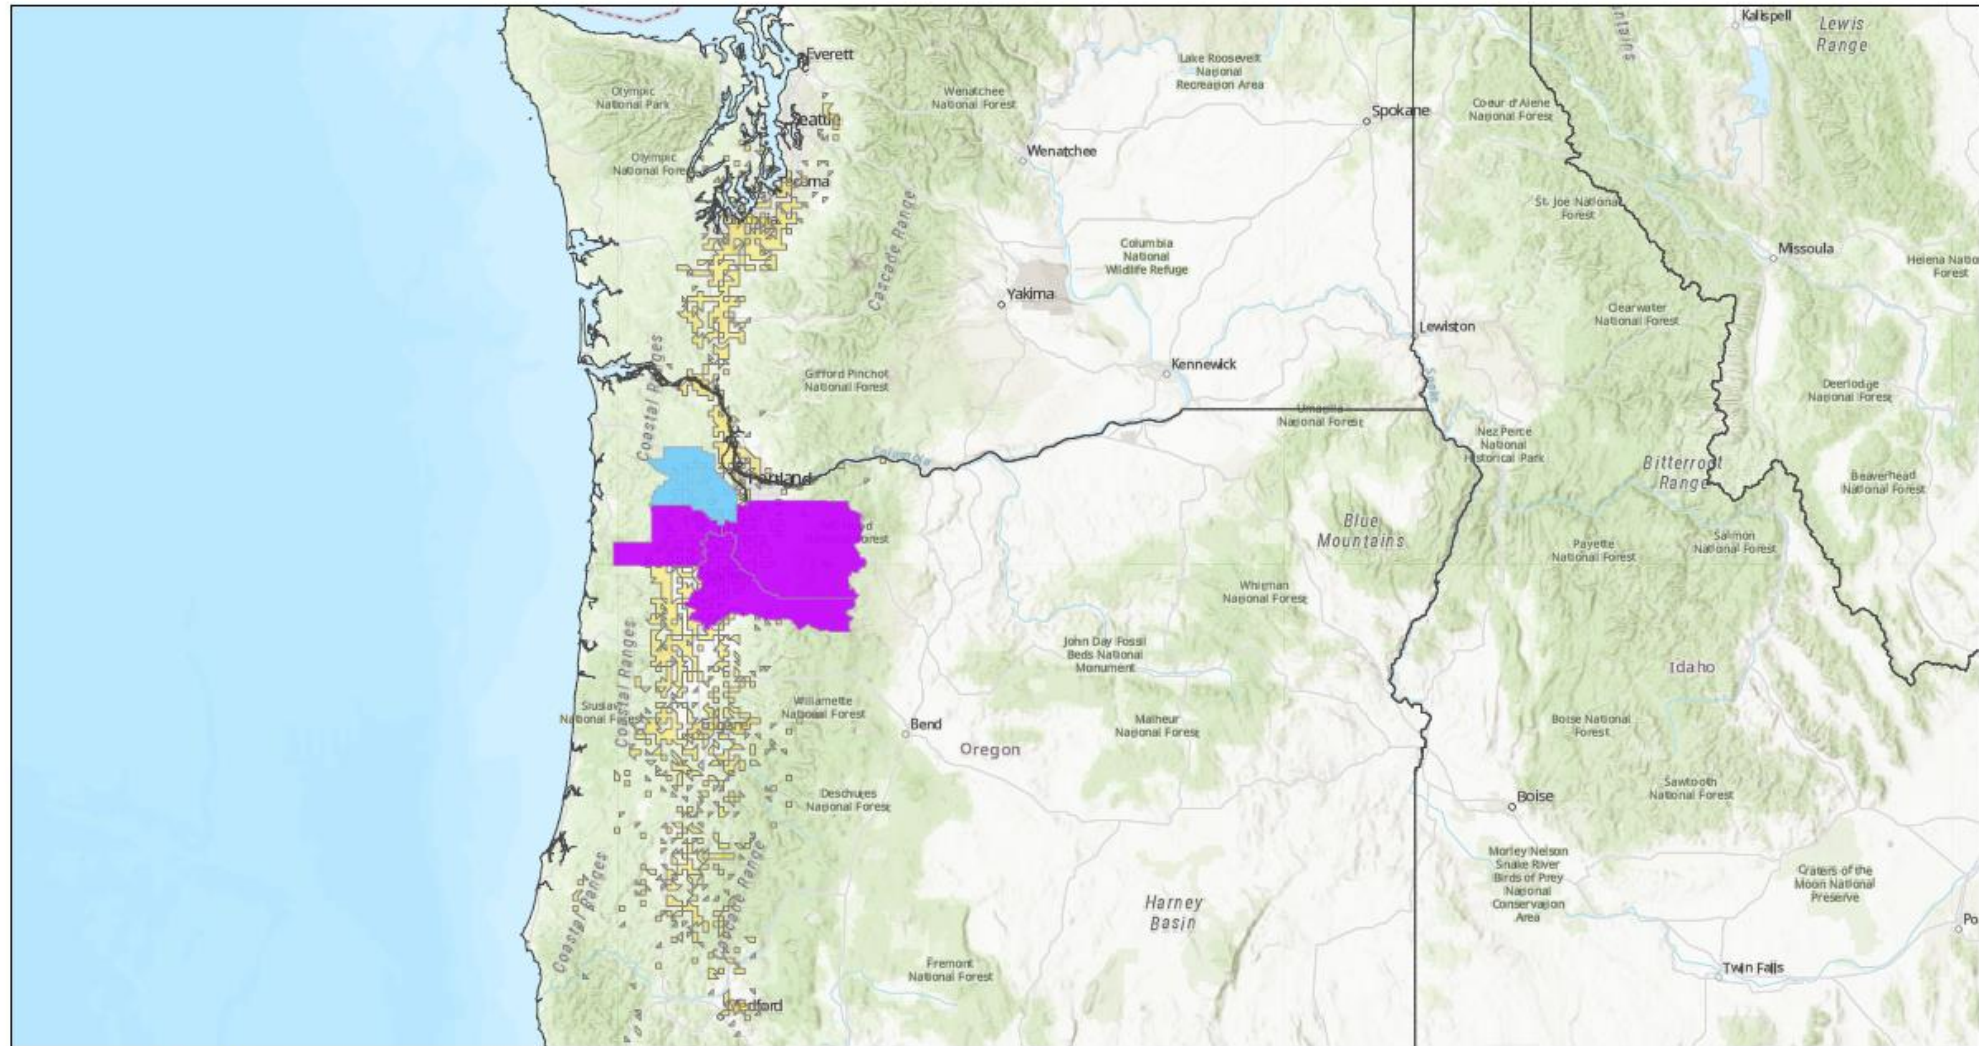 Kalispell
Lewis
Range
Everett
Lake Roosevelt
National
Recreation Area
Olympic
National Park
Wenatchee
National Forest
Coeur d'Alene
National Forest
Spokane
Wenatchee
Olympic
National Fore
Cascade Range
St. Joe National
Forest
Columbia
National
Wildlife Refuge
Missoula
Helena Natio
Forest
Yakima
Clearwater
National Forest
Lewiston
Coastal Ranges
Gifford Pinchot
National Forest
Kennewick
Snake
Deerlodge
National Forest
Umatilla
National Forest
Nez Perce
National
Historical Park
Columbia
Portland
Bitterroot
Range
Beaverhead
National Forest
Blue
Mountains
Payette
National Forest
Salmon
National Forest
Whitman
National Forest
Coastal Ranges
John Day Fossil
Beds National
Monument
Idaho
Siuslaw
National Forest
Willamette
National Forest
Bend
Oregon
Malheur
National Forest
Boise National
Forest
Deschutes
National Forest
Sawtooth
National Forest
Boise
Coastal Ranges
Cascade Range
Morley Nelson
Snake River
Birds of Prey
National
Conservation
Area
Craters of the
Moon National
Preserve
Harney
Basin
Po
Fremont
National Forest
Twin Falls
Medford